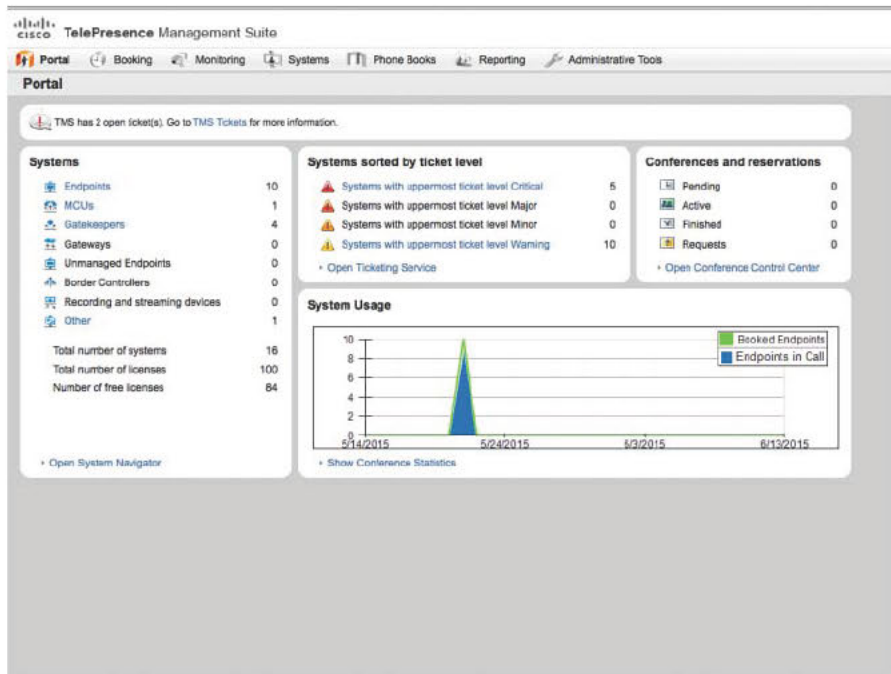 CISCO TelePresence Management Suite
Portal Booking Monitoring Systems Phone Books Reporting Administrative Tools
Portal
TMS has 2 open ticket(s). Go to TMS Tickets for more information.
Systems
Endpoints 10
MCUs 1
Gatekeepers 4
Gateways 0
Unmanaged Endpoints 0
Border Controllers 0
Recording and streaming devices 0
Other 1
Total number of systems 16
Total number of licenses 100
Number of free licenses 84
Open System Navigator
Systems sorted by ticket level
Systems with uppermost ticket level Critical 5
Systems with uppermost ticket level Major 0
Systems with uppermost ticket level Minor 0
Systems with uppermost ticket level Warning 10
Open Ticketing Service
Conferences and reservations
Pending 0
Active 0
Finished 0
Requests 0
Open Conference Control Center
System Usage
Booked Endpoints
Endpoints in Call
10
8
6
4
2
0
5/14/2015 5/24/2015 6/3/2015 6/13/2015
Show Conference Statistics